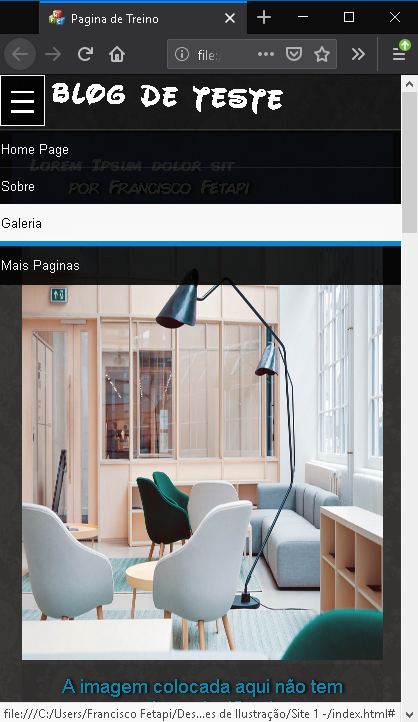 Pagina de Treino
file:/
BLOG DE TESTE
Home Page
Lorem Ipsum dolor sit
Sobre
por Francisco Fetapi
Galeria
Mais Paginas
A imagem colocada aqui não tem
file:///C:/Users/Francisco Fetapi/Des...es de Ilustração/Site 1 -/index.html#